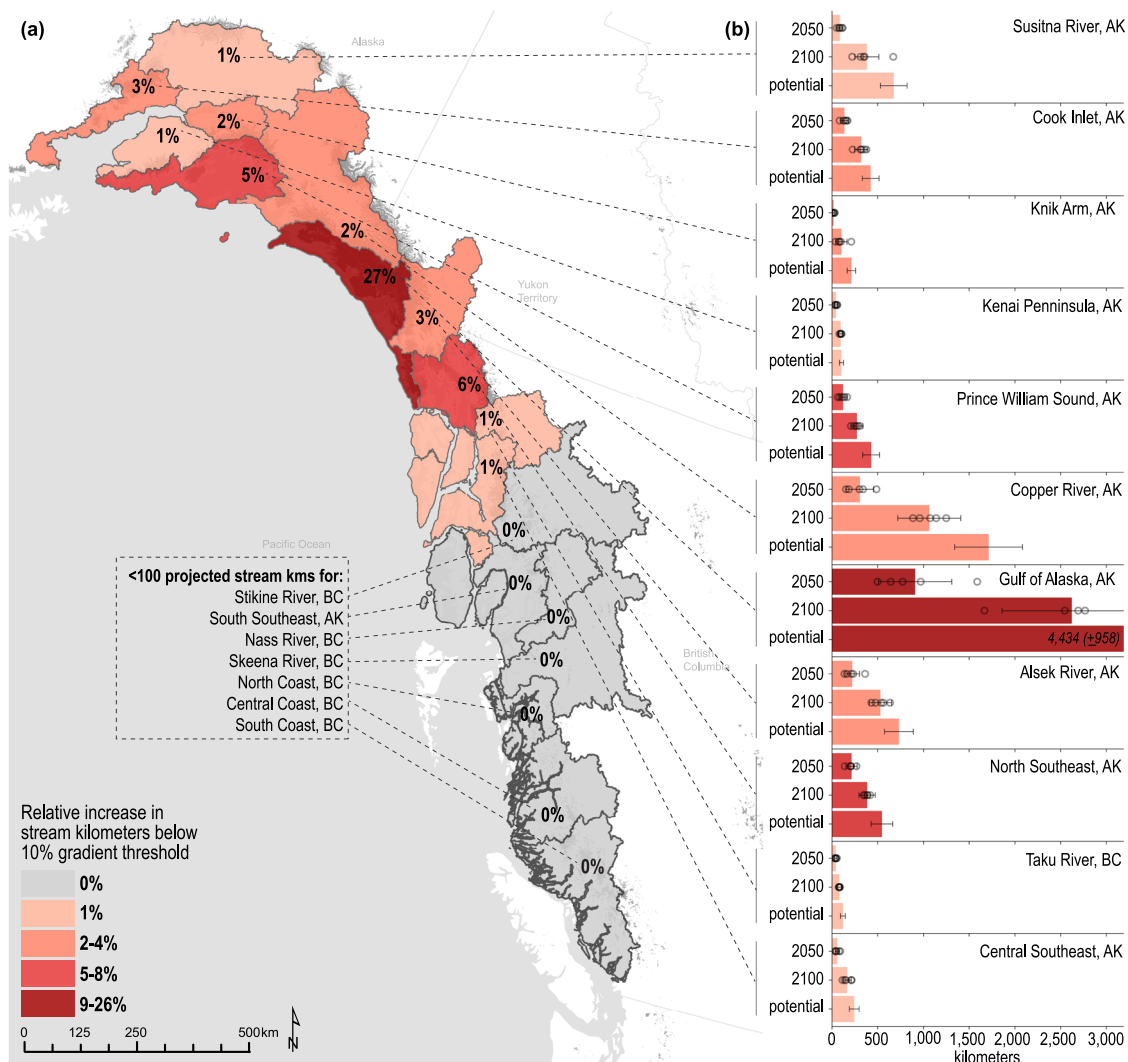 (a)
Alaska
1%
3%
2%
1%
5%
2%
27%
Yukon
Territory
3%
6%
1%
1%
0%
Pacific Ocean
<100 projected stream kms for:
Stikine River, BC
South Southeast, AK
Nass River, BC
Skeena River, BC
North Coast, BC
Central Coast, BC
South Coast, BC
0%
0%
0%
British
Columbia
0%
0%
0%
Relative increase in
stream kilometers below
10% gradient threshold
0%
1%
2-4%
5-8%
9-26%
0 125 250 500km
N
(b)
Susitna River, AK
2050
2100
potential
Cook Inlet, AK
2050
2100
potential
Knik Arm, AK
2050
2100
potential
Kenai Penninsula, AK
2050
2100
potential
Prince William Sound, AK
2050
2100
potential
Copper River, AK
2050
2100
potential
Gulf of Alaska, AK
2050
2100
potential
4,434 (±958)
Alsek River, AK
2050
2100
potential
North Southeast, AK
2050
2100
potential
Taku River, BC
2050
2100
potential
Central Southeast, AK
2050
2100
potential
0 500 1,000 1,500 2,000 2,500 3,000
kilometers